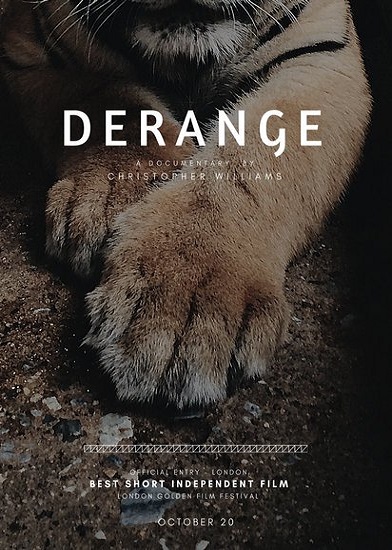 DERANGE
A DOCUMENTARY BY
CHRISTOPHER WILLIAMS
OFFICIAL ENTRY - LONDON
BEST SHORT INDEPENDENT FILM
LONDON GOLDEN FILM FESTIVAL
OCTOBER 20